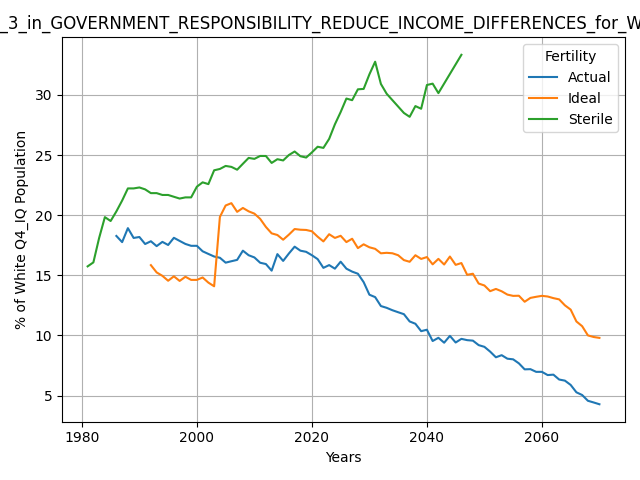 _3_in_GOVERNMENT_RESPONSIBILITY_REDUCE_INCOME_DIFFERENCES_for_W
Fertility
Actual
Ideal
Sterile
% of White Q4_IQ Population
30
25
20
15
10
5
1980
2000
2020
2040
2060
Years